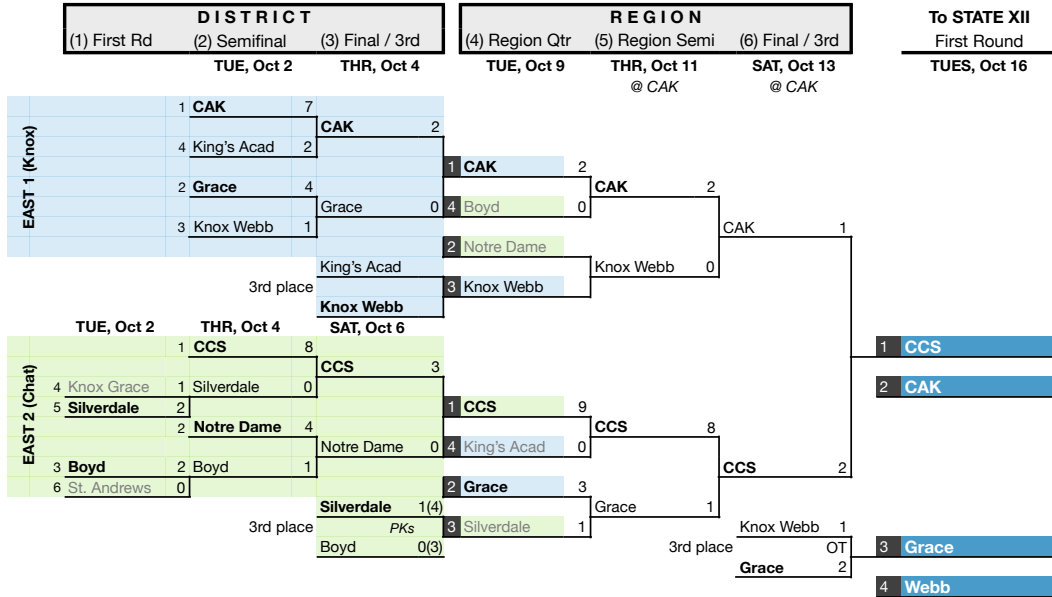 DISTRICT REGION To STATE XII
(1) First Rd (2) Semifinal (3) Final / 3rd (4) Region Qtr (5) Region Semi (6) Final / 3rd First Round
TUE, Oct 2 THR, Oct 4 TUE, Oct 9 THR, Oct 11 SAT, Oct 13 TUES, Oct 16
@ CAK @ CAK
EAST 1 (Knox)
1 CAK 7
CAK 2
4 King's Acad 2
1 CAK 2
2 Grace 4 CAK 2
Grace 0 4 Boyd 0
3 Knox Webb 1 CAK 1
2 Notre Dame
King's Acad Knox Webb 0
3rd place 3 Knox Webb
Knox Webb
TUE, Oct 2 THR, Oct 4 SAT, Oct 6
EAST 2 (Chat)
1 CCS 8 1 CCS
CCS 3
4 Knox Grace 1 Silverdale 0 2 CAK
5 Silverdale 2 1 CCS 9
2 Notre Dame 4 CCS 8
Notre Dame 0 4 King's Acad 0
3 Boyd 2 Boyd 1 CCS 2
6 St. Andrews 0 2 Grace 3
Silverdale 1(4) Grace 1
3rd place PKs 3 Silverdale 1 Knox Webb 1
Boyd 0(3) 3rd place OT 3 Grace
Grace 2
4 Webb